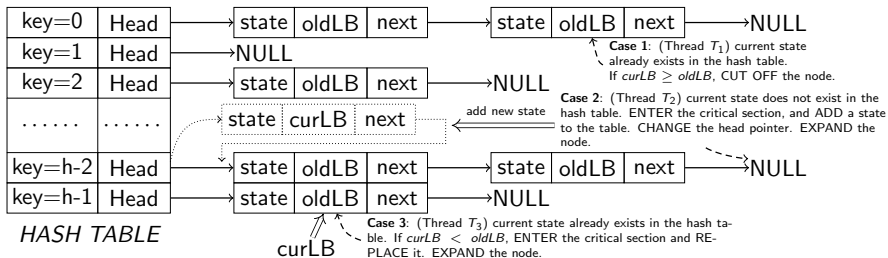 key=0 Head state oldLB next state oldLB next NULL
key=1 Head NULL
Case 1: (Thread T₁) current state
already exists in the hash table.
If curLB ≥ oldLB, CUT OFF the node.
key=2 Head state oldLB next NULL
Case 2: (Thread T₂) current state does not exist in the
hash table. ENTER the critical section, and ADD a state
to the table. CHANGE the head pointer. EXPAND the
node.
...... ...... state curLB next add new state
key=h-2 Head state oldLB next state oldLB next NULL
key=h-1 Head state oldLB next NULL
HASH TABLE
curLB
Case 3: (Thread T₃) current state already exists in the hash ta-
ble. If curLB < oldLB, ENTER the critical section and RE-
PLACE it. EXPAND the node.